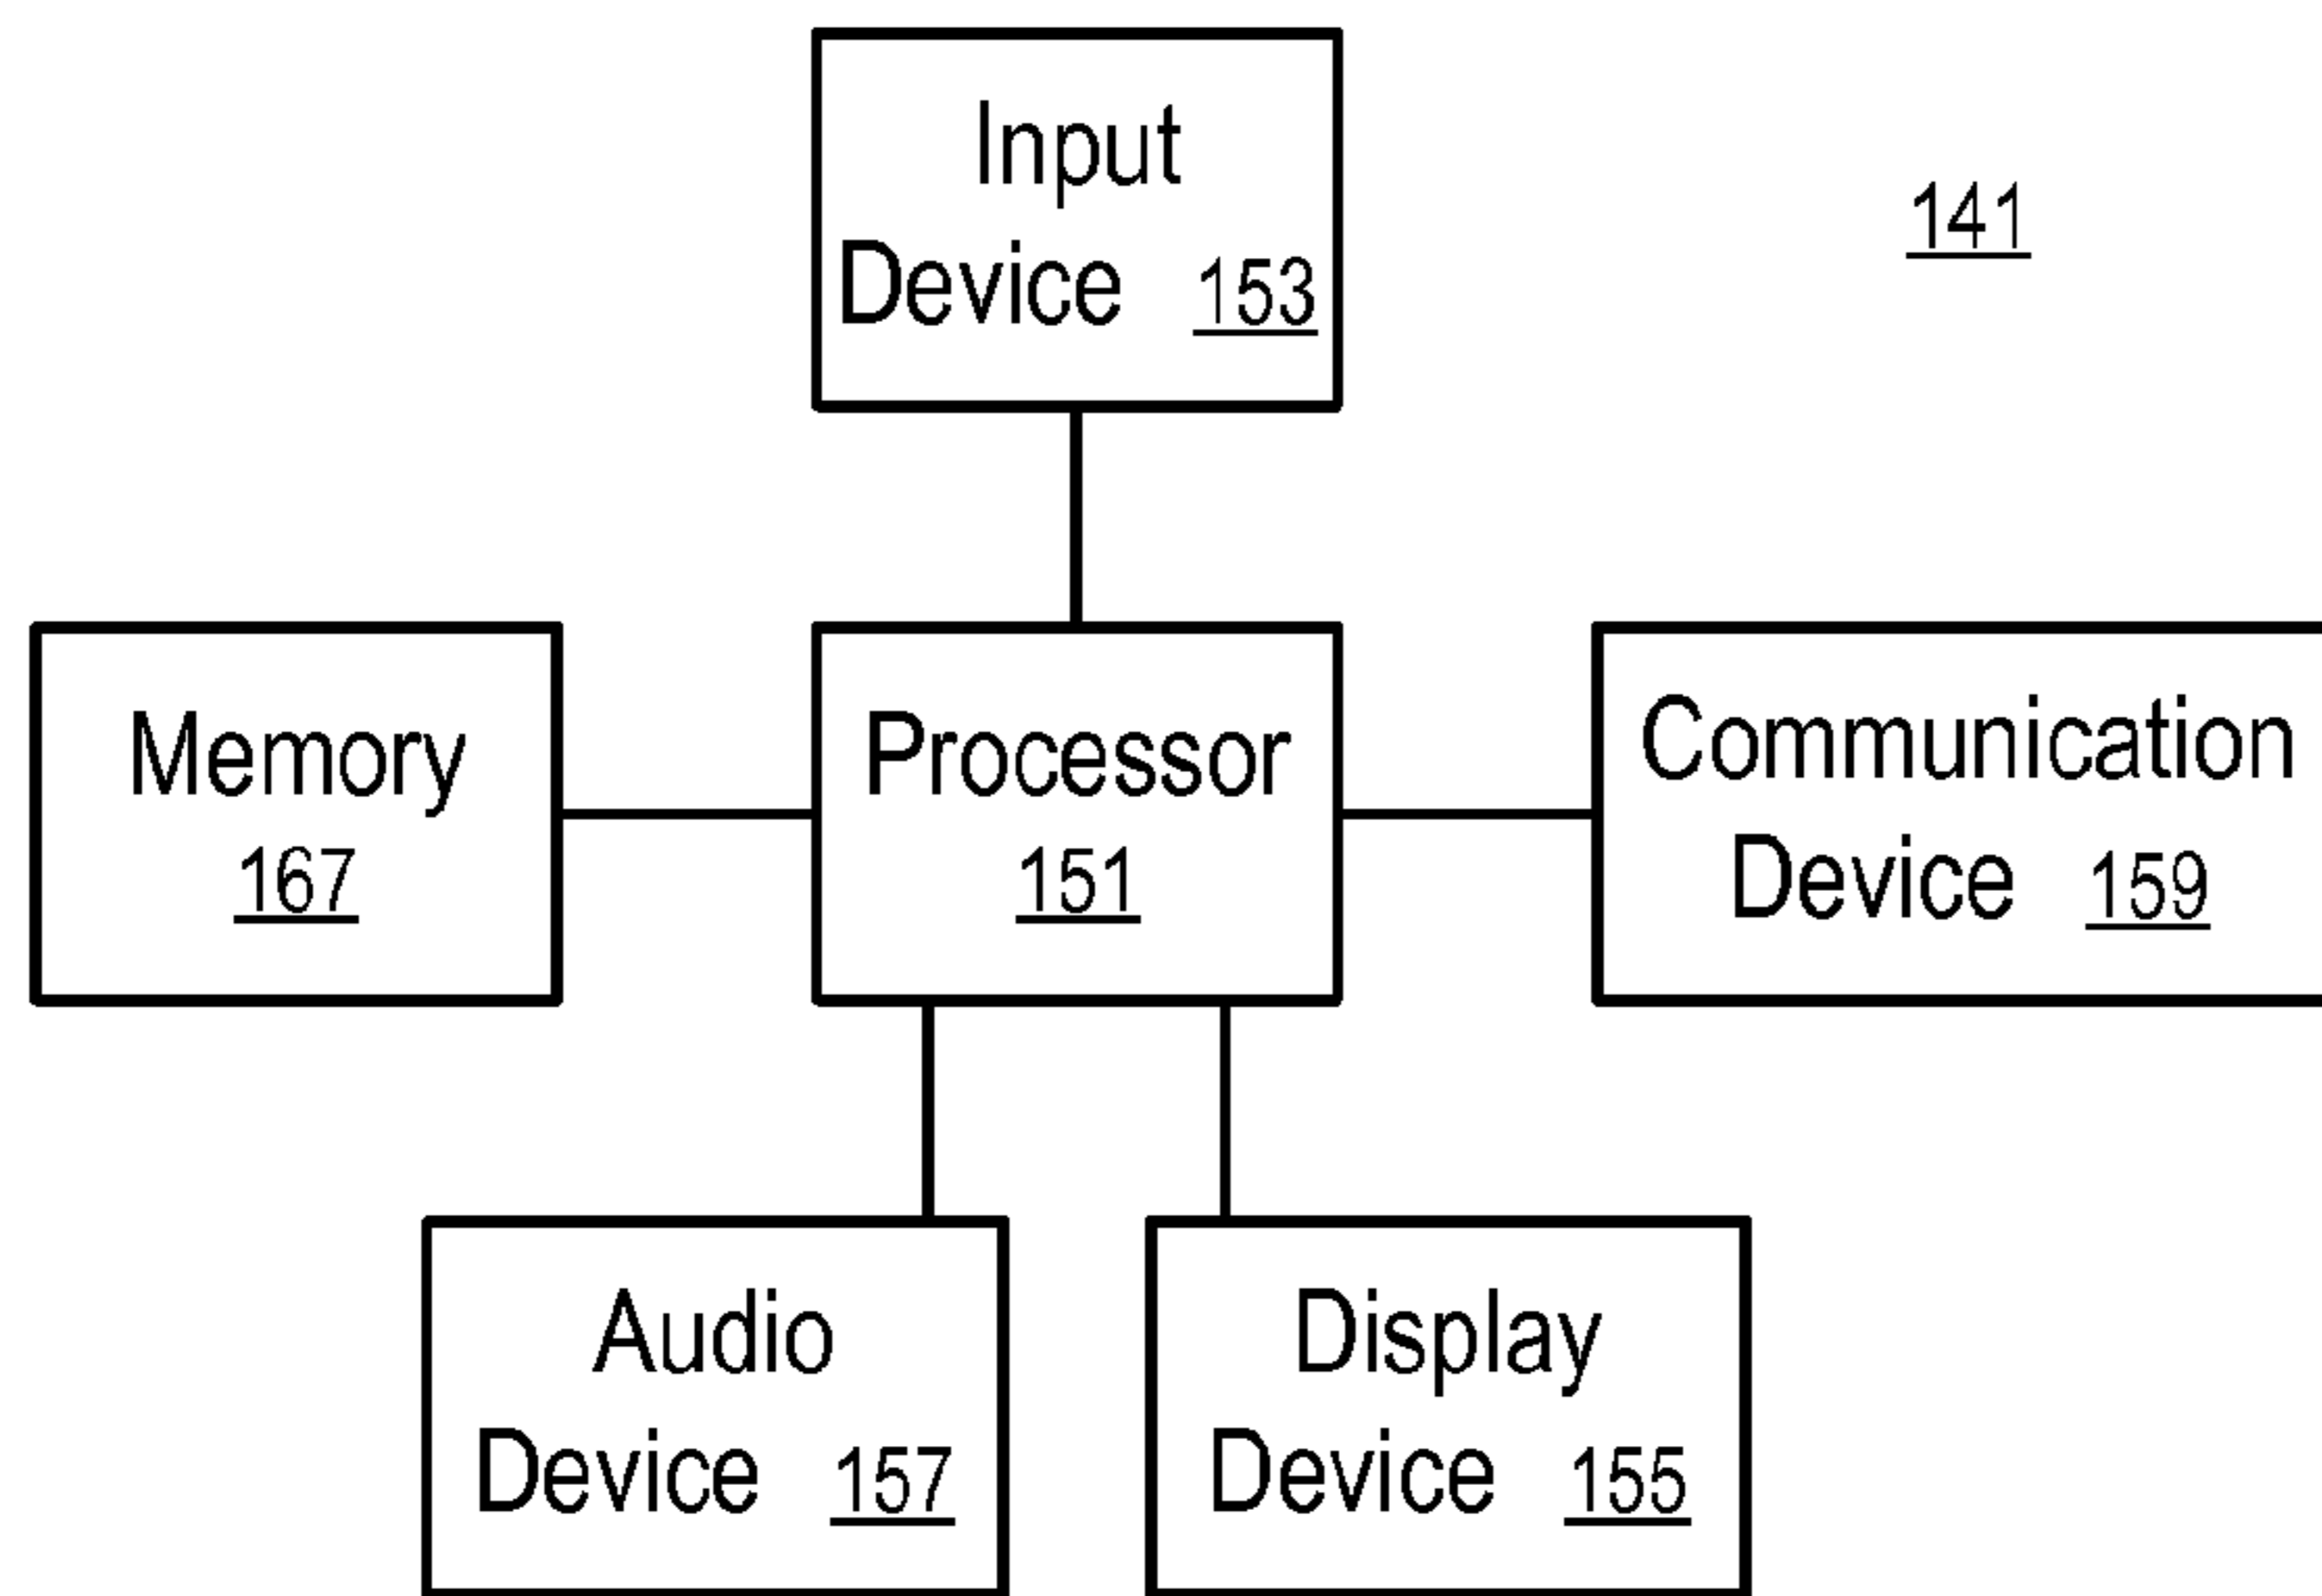 Input
Device 153
141
Memory
167
Processor
151
Communication
Device 159
Audio
Device 157
Display
Device 155